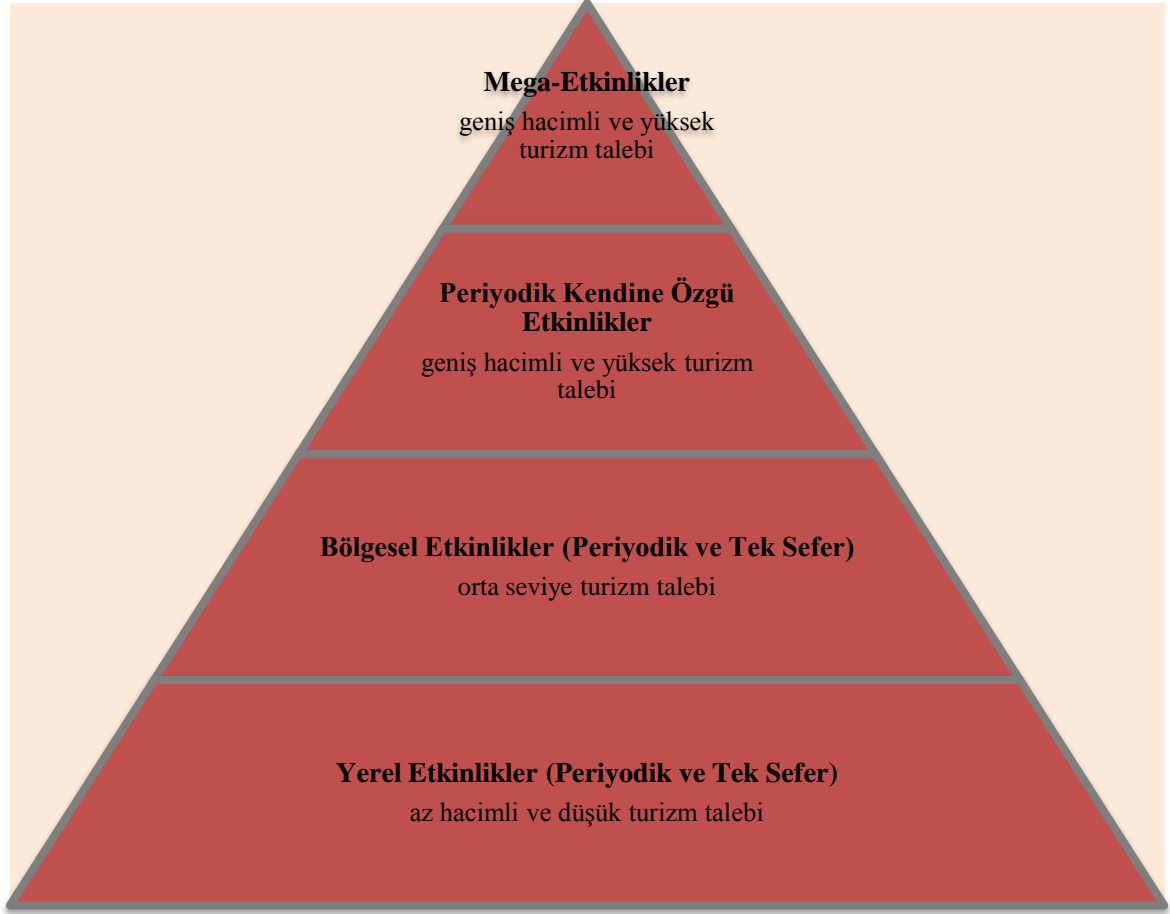 Mega-Etkinlikler
geniş hacimli ve yüksek
turizm talebi
Periyodik Kendine Özgü
Etkinlikler
geniş hacimli ve yüksek turizm
talebi
Bölgesel Etkinlikler (Periyodik ve Tek Sefer)
orta seviye turizm talebi
Yerel Etkinlikler (Periyodik ve Tek Sefer)
az hacimli ve düşük turizm talebi